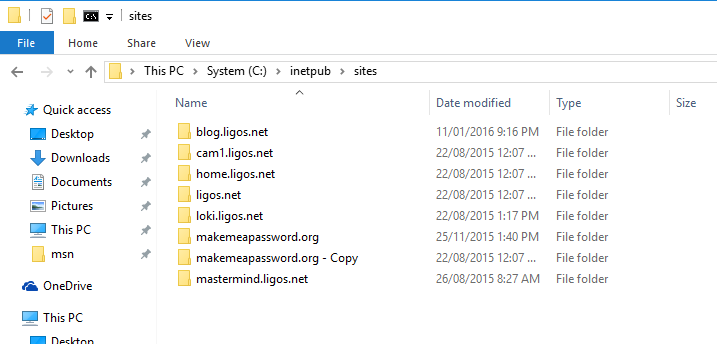 sites
File Home Share View
This PC System (C:) inetpub sites
Quick access
Desktop
Downloads
Documents
Pictures
This PC
msn
OneDrive
This PC
Desktop
Name Date modified Type Size
blog.ligos.net 11/01/2016 9:16 PM File folder
cam1.ligos.net 22/08/2015 12:07 ... File folder
home.ligos.net 22/08/2015 12:07 ... File folder
ligos.net 22/08/2015 12:07 ... File folder
loki.ligos.net 22/08/2015 1:17 PM File folder
makemeapassword.org 25/11/2015 1:40 PM File folder
makemeapassword.org - Copy 22/08/2015 12:07 ... File folder
mastermind.ligos.net 26/08/2015 8:27 AM File folder